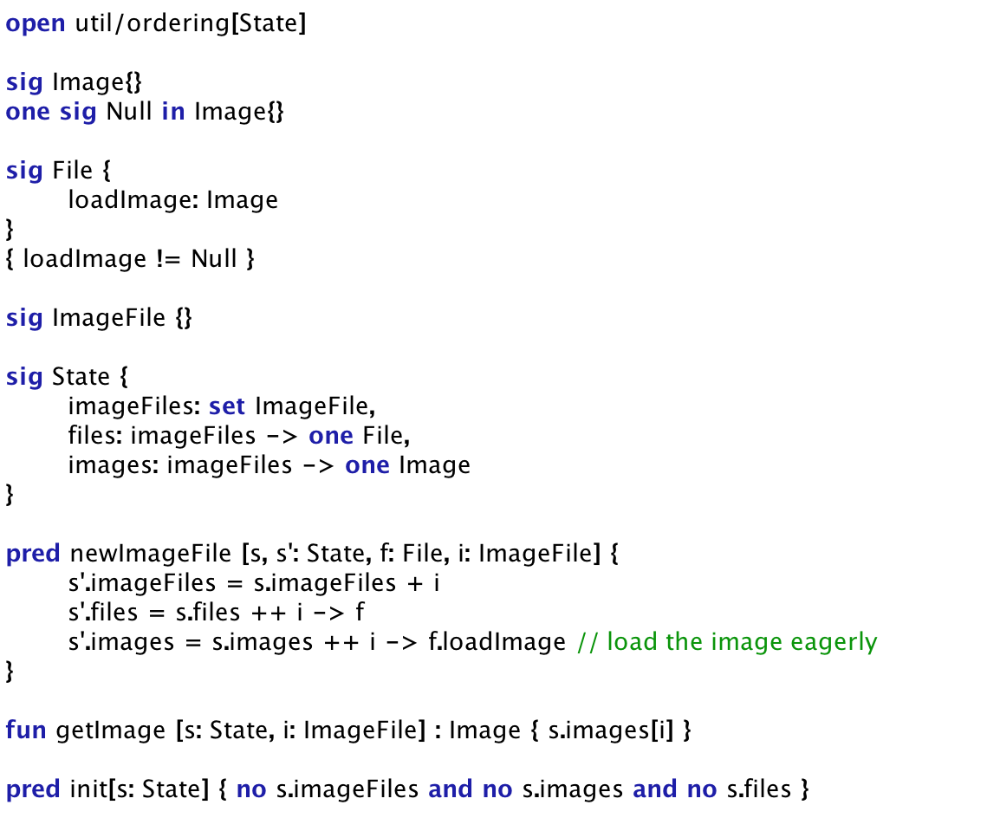 open util/ordering[State]
sig Image{}
one sig Null in Image{}
sig File {
loadImage: Image
}
{ loadImage != Null }
sig ImageFile {}
sig State {
imageFiles: set ImageFile,
files: imageFiles -> one File,
images: imageFiles -> one Image
}
pred newImageFile [s, s': State, f: File, i: ImageFile] {
s'.imageFiles = s.imageFiles + i
s'.files = s.files ++ i -> f
s'.images = s.images ++ i -> f.loadImage // load the image eagerly
}
fun getImage [s: State, i: ImageFile] : Image { s.images[i] }
pred init[s: State] { no s.imageFiles and no s.images and no s.files }